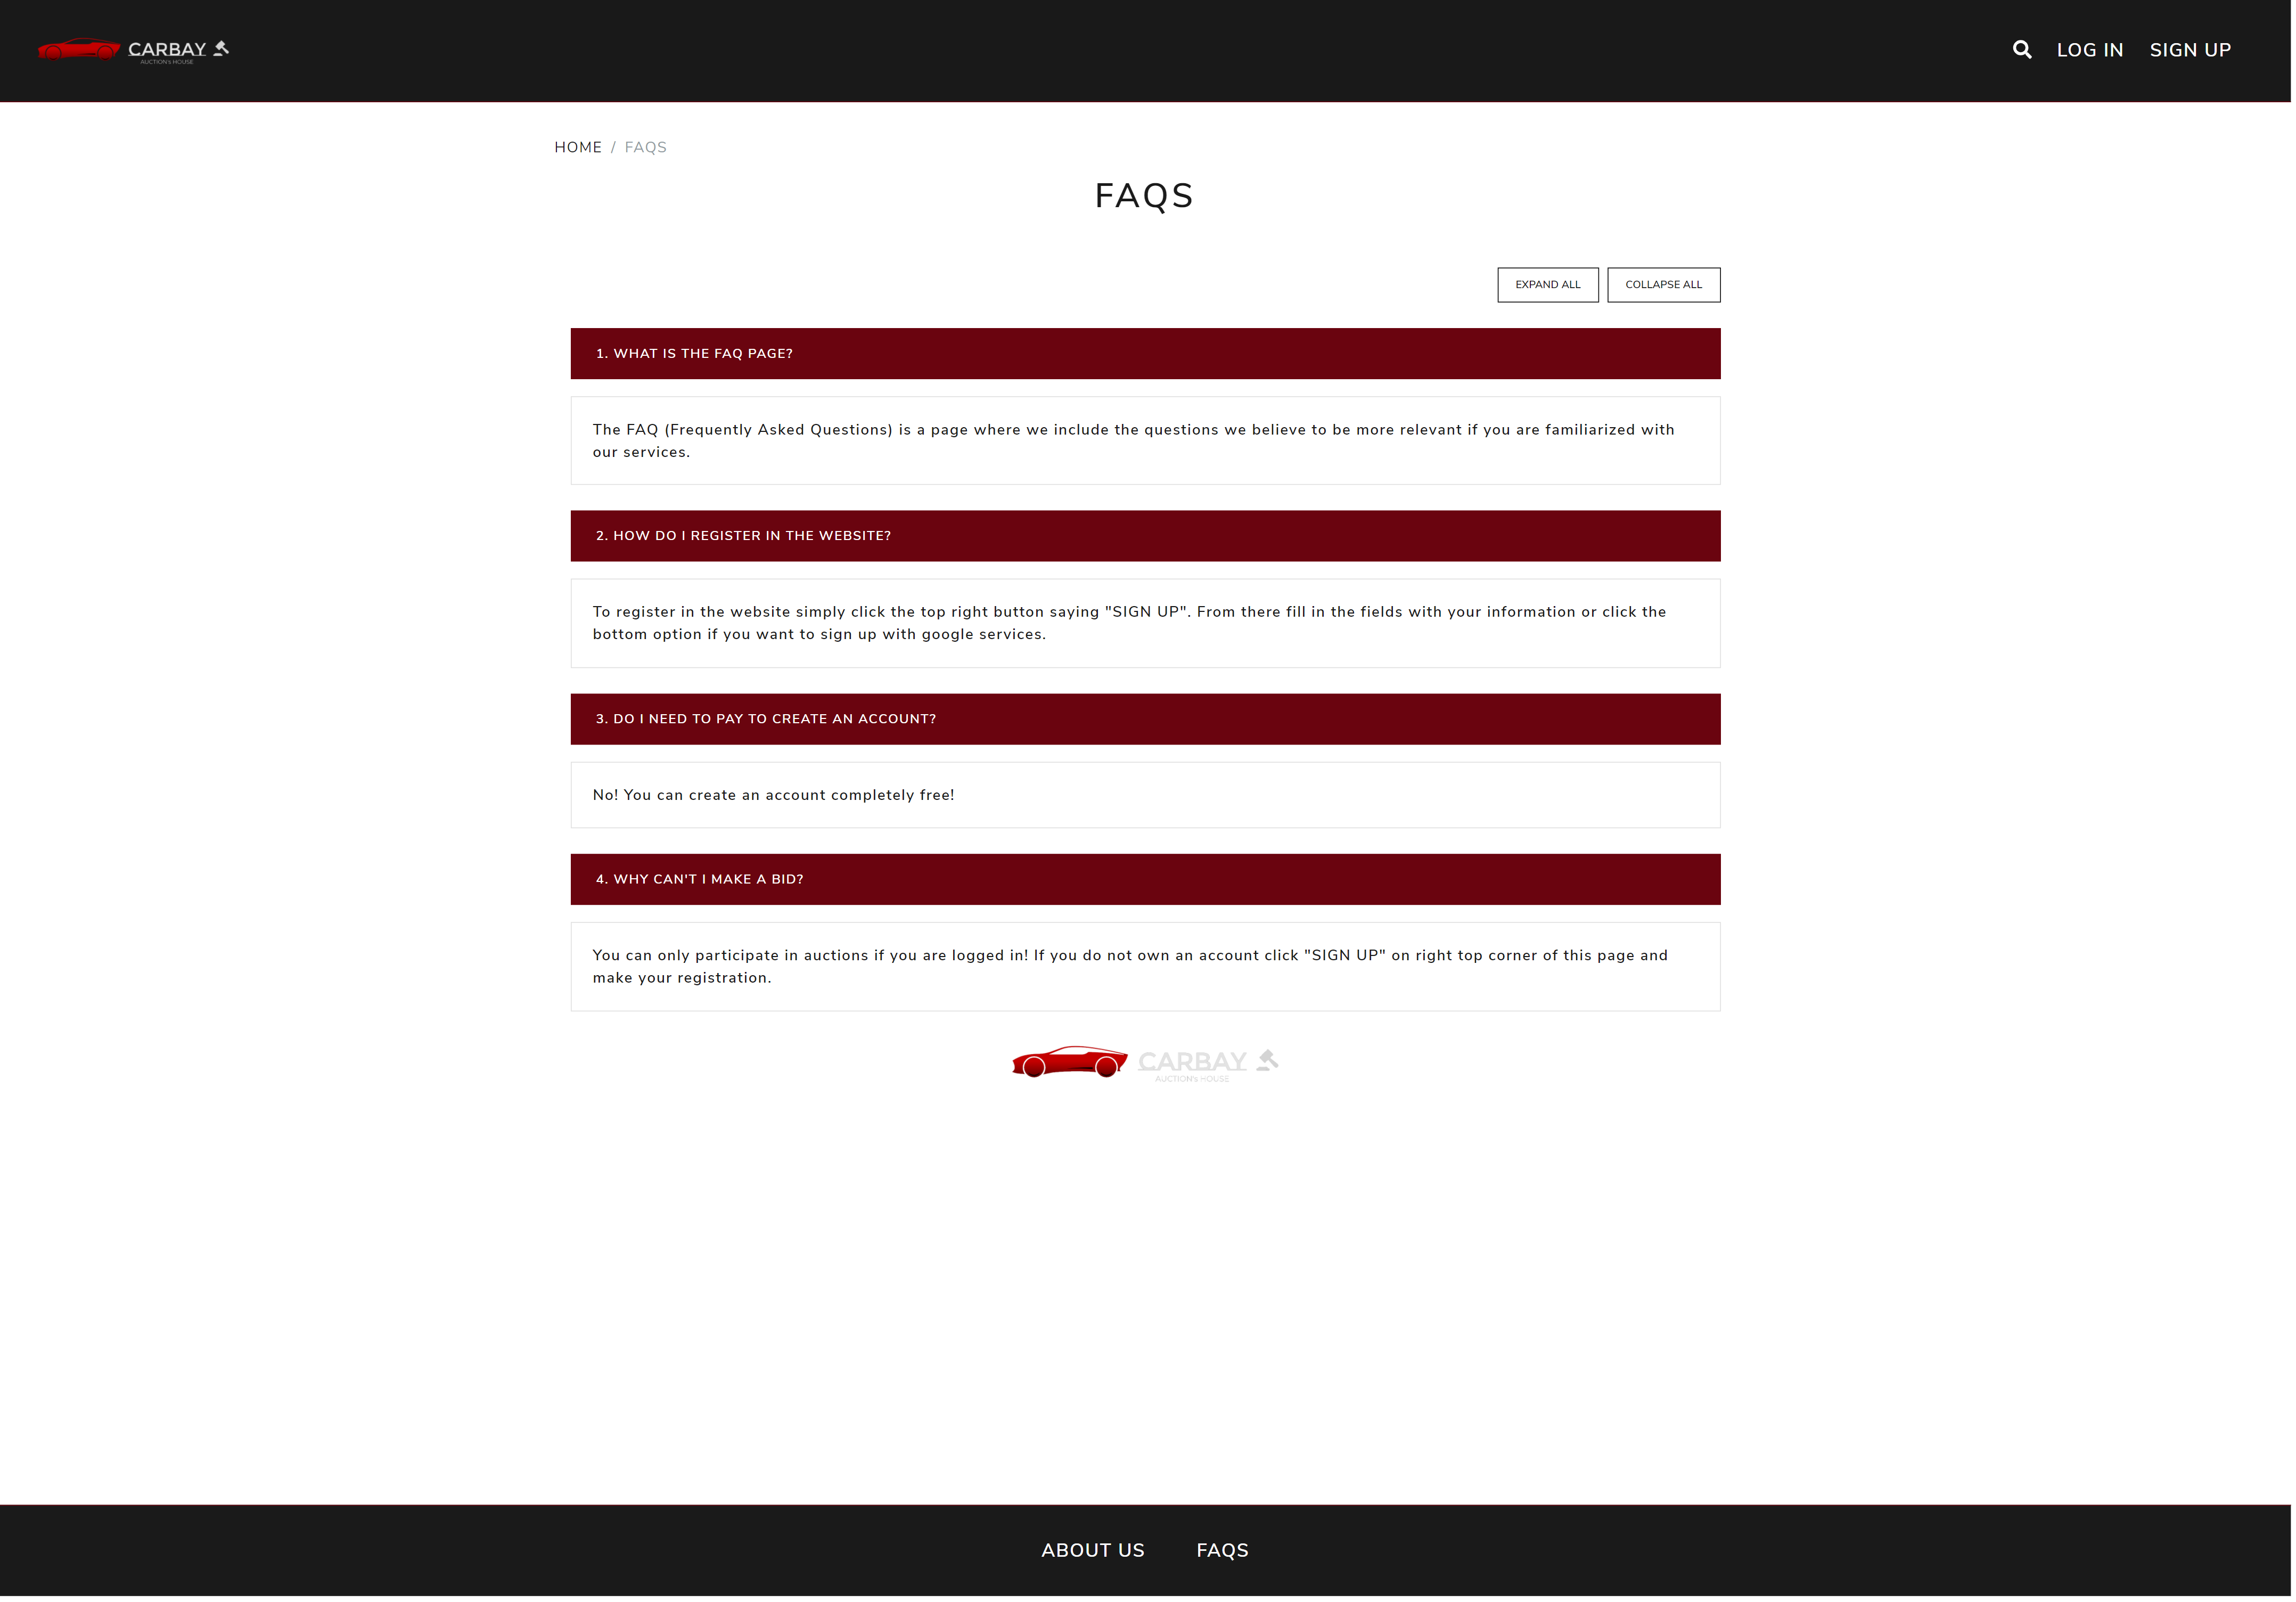 CARBAY
AUCTION's HOUSE
LOG IN SIGN UP
HOME / FAQS
FAQS
EXPAND ALL COLLAPSE ALL
1. WHAT IS THE FAQ PAGE?
The FAQ (Frequently Asked Questions) is a page where we include the questions we believe to be more relevant if you are familiarized with
our services.
2. HOW DO I REGISTER IN THE WEBSITE?
To register in the website simply click the top right button saying "SIGN UP". From there fill in the fields with your information or click the
bottom option if you want to sign up with google services.
3. DO I NEED TO PAY TO CREATE AN ACCOUNT?
No! You can create an account completely free!
4. WHY CAN'T I MAKE A BID?
You can only participate in auctions if you are logged in! If you do not own an account click "SIGN UP" on right top corner of this page and
make your registration.
CARBAY
AUCTION's HOUSE
ABOUT US FAQS